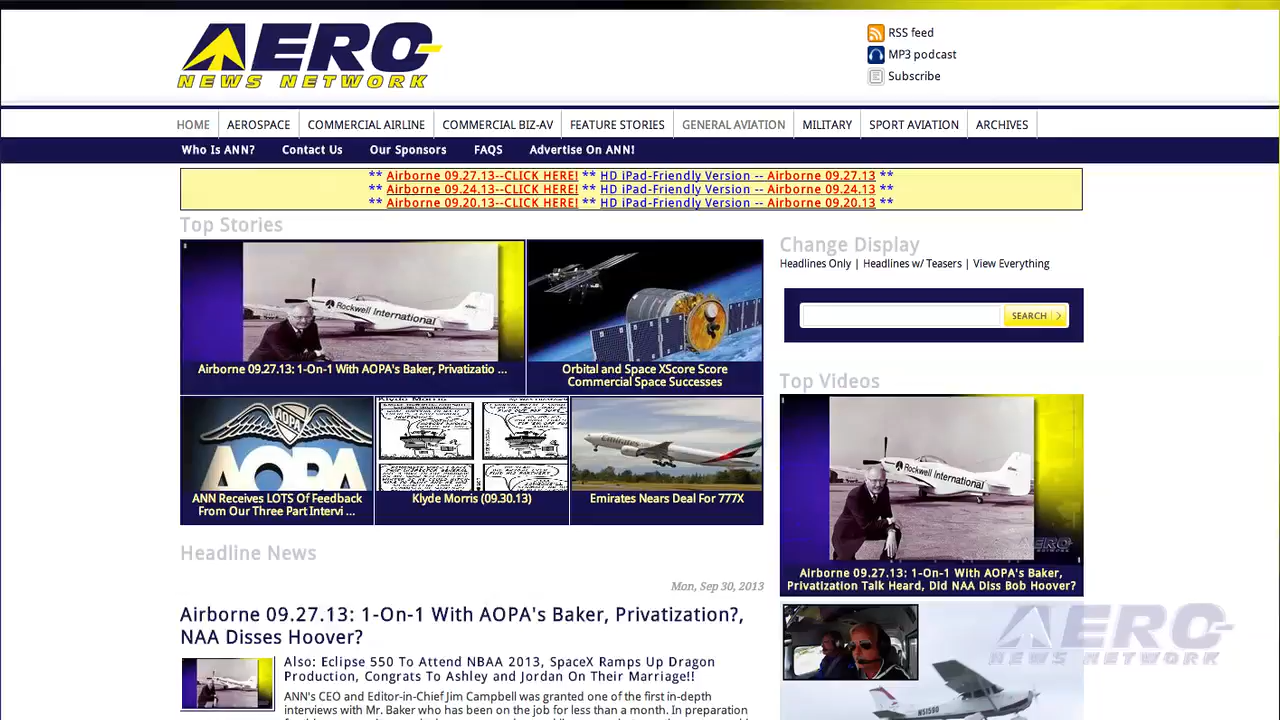 AERO
NEWS NETWORK
RSS feed
MP3 podcast
Subscribe
HOME AEROSPACE COMMERCIAL AIRLINE COMMERCIAL BIZ-AV FEATURE STORIES GENERAL AVIATION MILITARY SPORT AVIATION ARCHIVES
Who Is ANN? Contact Us Our Sponsors FAQS Advertise On ANN!
** Airborne 09.27.13--CLICK HERE! ** HD iPad-Friendly Version -- Airborne 09.27.13 **
** Airborne 09.24.13--CLICK HERE! ** HD iPad-Friendly Version -- Airborne 09.24.13 **
** Airborne 09.20.13--CLICK HERE! ** HD iPad-Friendly Version -- Airborne 09.20.13 **
Top Stories
Rockwell International
Airborne 09.27.13: 1-On-1 With AOPA's Baker, Privatizatio ...
Orbital and Space XScore Score
Commercial Space Successes
AOPA
AOPA
ANN Receives LOTS Of Feedback
From Our Three Part Intervi ...
Klyde Morris
Klyde Morris (09.30.13)
Emirates
Emirates Nears Deal For 777X
Change Display
Headlines Only | Headlines w/ Teasers | View Everything
SEARCH
Top Videos
Rockwell International
AERO
NETWORK
Airborne 09.27.13: 1-On-1 With AOPA's Baker,
Privatization Talk Heard, Did NAA Diss Bob Hoover?
Headline News
Mon, Sep 30, 2013
Airborne 09.27.13: 1-On-1 With AOPA's Baker, Privatization?,
NAA Disses Hoover?
Also: Eclipse 550 To Attend NBAA 2013, SpaceX Ramps Up Dragon
Production, Congrats To Ashley and Jordan On Their Marriage!!
ANN's CEO and Editor-in-Chief Jim Campbell was granted one of the first in-depth
interviews with Mr. Baker who has been on the job for less than a month. In preparation
N51590
AERO
NEWS NETWORK